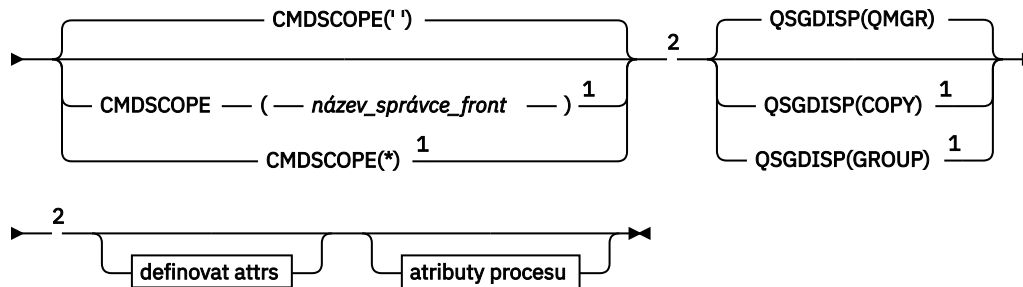 CMDSCOPE(' ')
CMDSCOPE ( název_správce_front ) 1
CMDSCOPE(*) 1
2
QSGDISP(QMGR)
QSGDISP(COPY) 1
QSGDISP(GROUP) 1
2
definovat attrs
atributy procesu